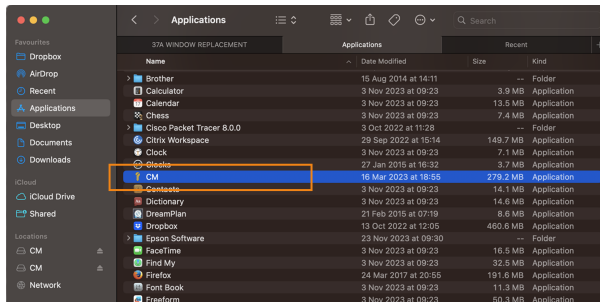 Applications
Search
Favourites
Dropbox
AirDrop
Recent
Applications
Desktop
Documents
Downloads
iCloud
iCloud Drive
Shared
Locations
CM
CM
Network
37A WINDOW REPLACEMENT Applications Recent
Name Date Modified Size Kind
Brother 15 Aug 2014 at 14:11 -- Folder
Calculator 3 Nov 2023 at 09:23 3.9 MB Application
Calendar 3 Nov 2023 at 09:23 13.5 MB Application
Chess 3 Nov 2023 at 09:23 7.4 MB Application
Cisco Packet Tracer 8.0.0 3 Oct 2022 at 11:28 -- Folder
Citrix Workspace 29 Sep 2022 at 15:14 149.7 MB Application
Clock 3 Nov 2023 at 09:23 7.1 MB Application
Clocks 27 Jan 2015 at 16:32 3.7 MB Application
CM 16 Mar 2023 at 18:55 279.2 MB Application
Contacts 3 Nov 2023 at 09:23 14.1 MB Application
Dictionary 3 Nov 2023 at 09:23 14.6 MB Application
DreamPlan 21 Feb 2015 at 07:19 8.6 MB Application
Dropbox 13 Oct 2022 at 12:05 460.6 MB Application
Epson Software 23 Nov 2023 at 09:30 -- Folder
FaceTime 3 Nov 2023 at 09:23 16.5 MB Application
Find My 3 Nov 2023 at 09:23 32.5 MB Application
Firefox 24 Mar 2017 at 20:55 191.6 MB Application
Font Book 3 Nov 2023 at 09:23 11.3 MB Application
Freeform 3 Nov 2023 at 09:23 50.3 MB Application